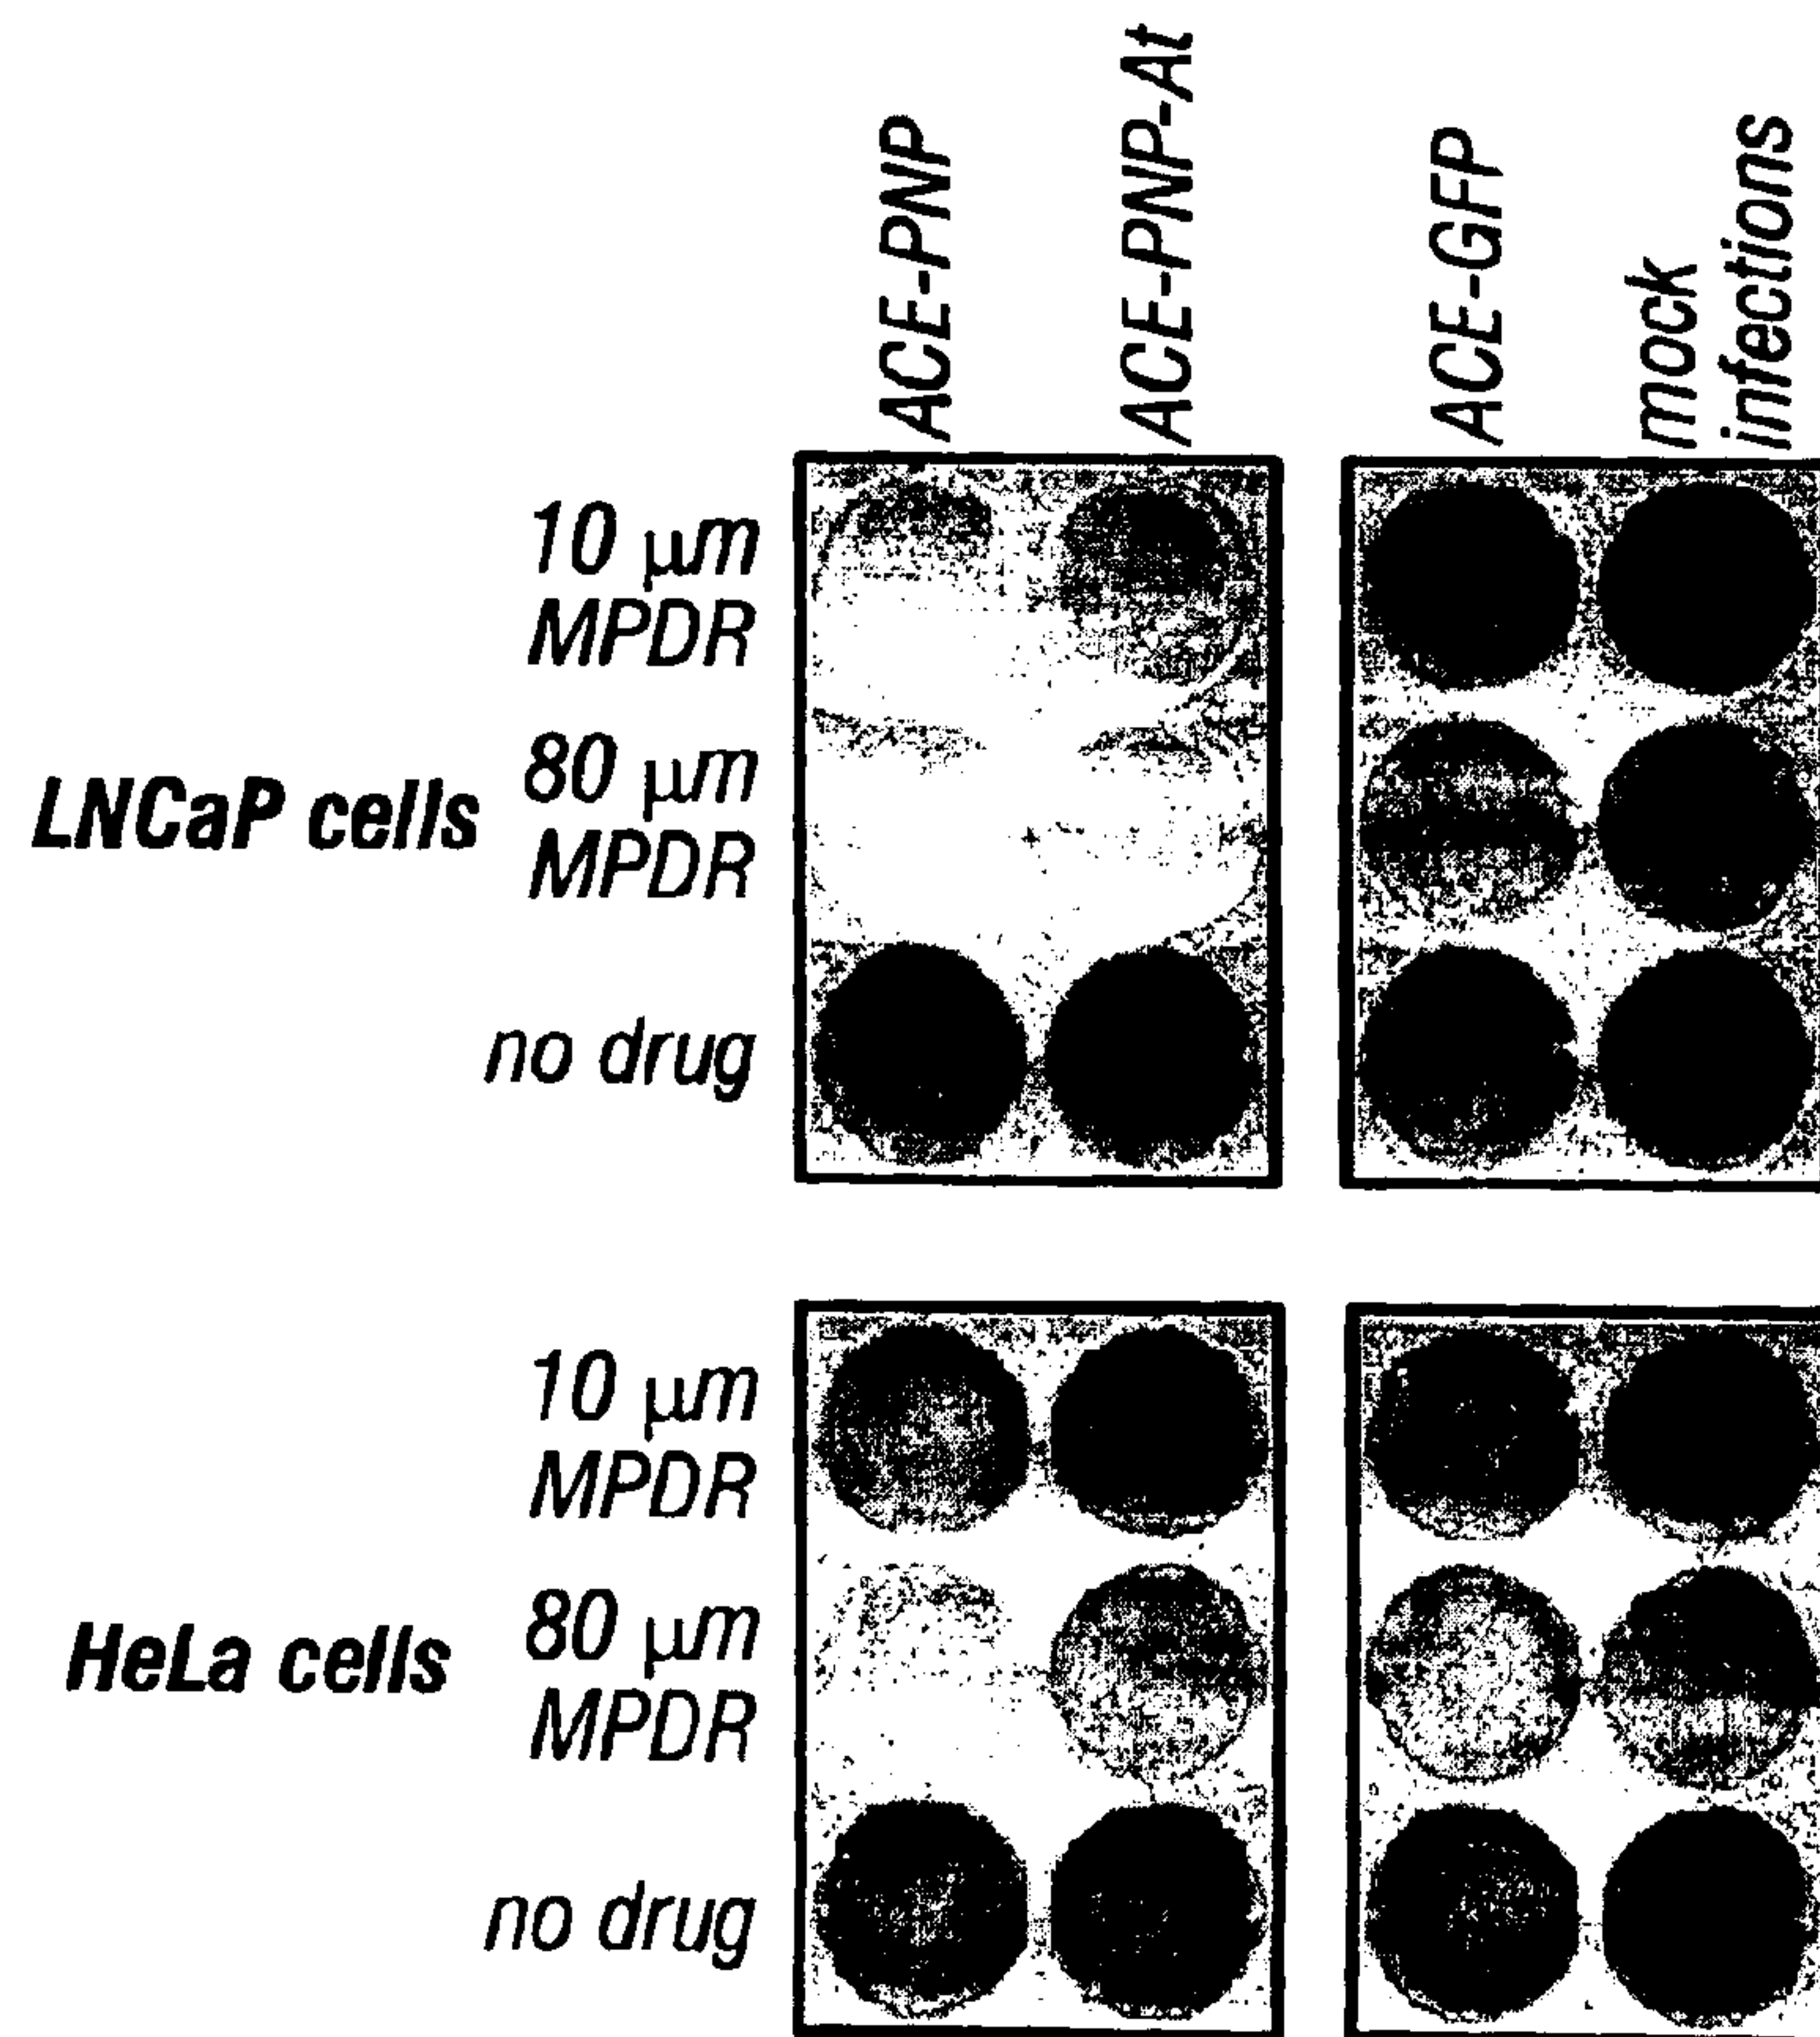 ACE-PNP
ACE-PNP-At
ACE-GFP
mock
infections
10 μm
MPDR
80 μm
MPDR
LNCaP cells
no drug
10 μm
MPDR
80 μm
MPDR
HeLa cells
no drug